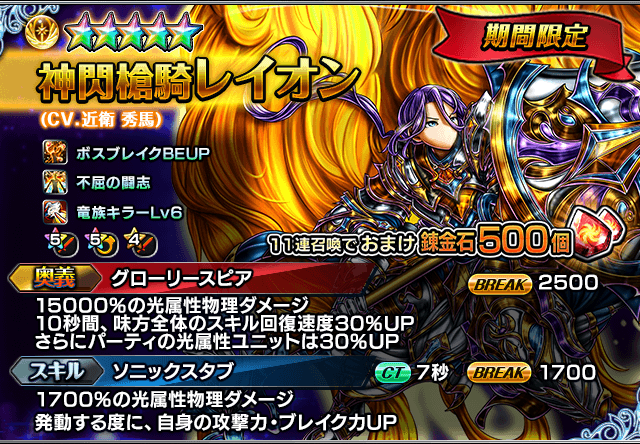 期間限定
神閃槍騎レイオン
(CV.近衛 秀馬)
ボスブレイクBEUP
不屈の闘志
竜族キラーLv6
5 5 4
11連召喚で おまけ 錬金石500個
奥義 グローリースピア BREAK 2500
15000%の光属性物理ダメージ
10秒間、味方全体のスキル回復速度30%UP
さらにパーティの光属性ユニットは30%UP
スキル ソニックスタブ CT 7秒 BREAK 1700
1700%の光属性物理ダメージ
発動する度に、自身の攻撃力・ブレイク力UP